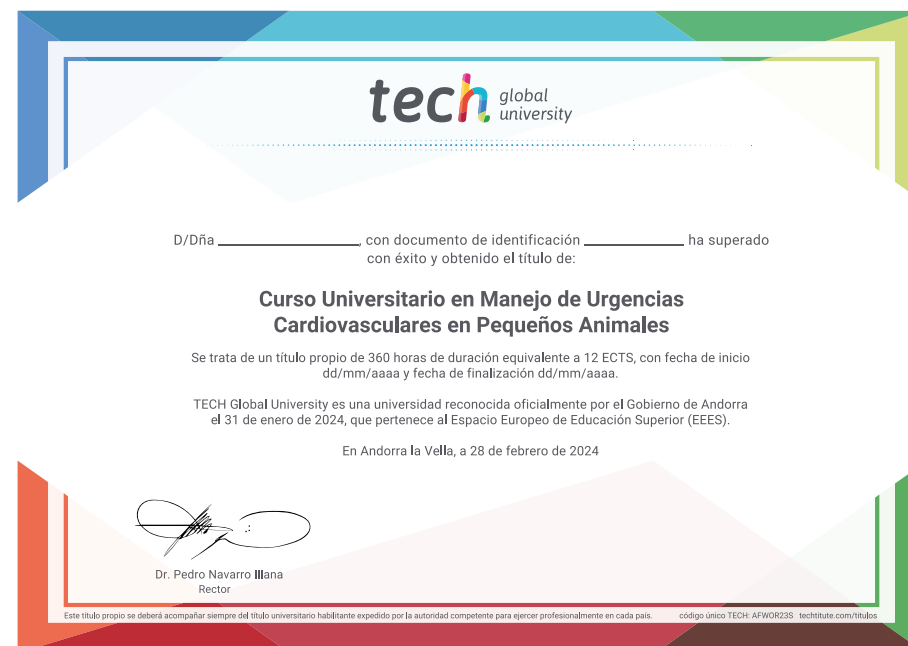 tech global
university
D/Dña ____________________, con documento de identificación ______________ ha superado
con éxito y obtenido el título de:
Curso Universitario en Manejo de Urgencias
Cardiovasculares en Pequeños Animales
Se trata de un título propio de 360 horas de duración equivalente a 12 ECTS, con fecha de inicio
dd/mm/aaaa y fecha de finalización dd/mm/aaaa.
TECH Global University es una universidad reconocida oficialmente por el Gobierno de Andorra
el 31 de enero de 2024, que pertenece al Espacio Europeo de Educación Superior (EEES).
En Andorra la Vella, a 28 de febrero de 2024
Dr. Pedro Navarro Illana
Rector
Este título propio se deberá acompañar siempre del título universitario habilitante expedido por la autoridad competente para ejercer profesionalmente en cada país. código único TECH: AFWOR23S techtitute.com/titulos